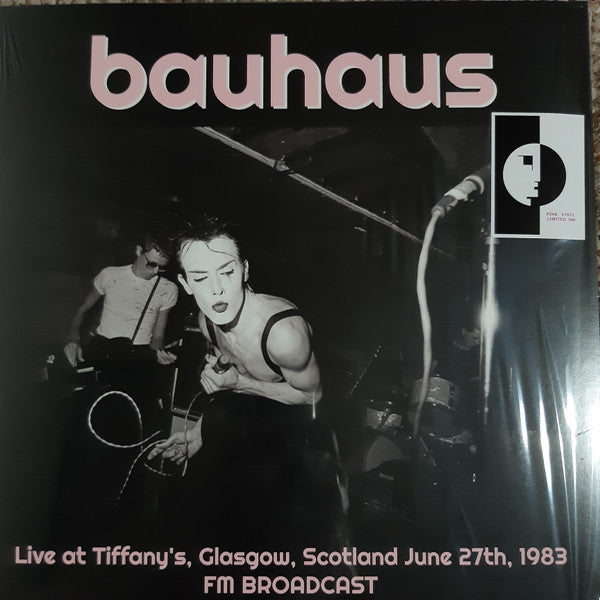 bauhaus
PINK VINYL
LIMITED 500
Live at Tiffany's, Glasgow, Scotland June 27th, 1983
FM BROADCAST